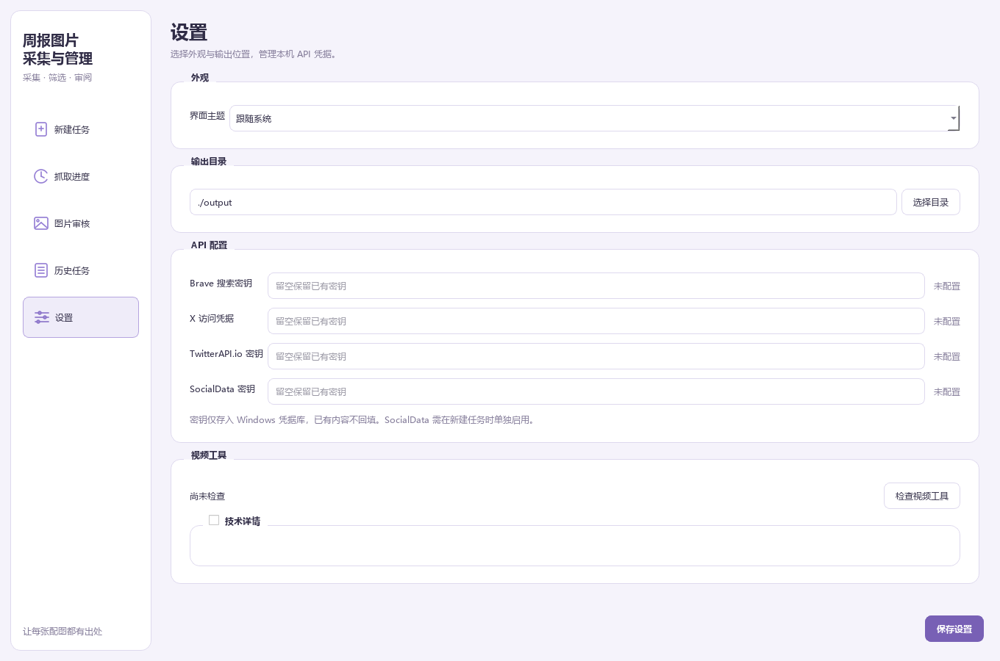 周报图片
采集与管理
采集 · 筛选 · 审阅
新建任务
抓取进度
图片审核
历史任务
设置
让每张配图都有出处
设置
选择外观与输出位置，管理本机 API 凭据。
外观
界面主题
跟随系统
输出目录
./output
选择目录
API 配置
Brave 搜索密钥
留空保留已有密钥
未配置
X 访问凭据
留空保留已有密钥
未配置
TwitterAPI.io 密钥
留空保留已有密钥
未配置
SocialData 密钥
留空保留已有密钥
未配置
密钥仅存入 Windows 凭据库，已有内容不回填。SocialData 需在新建任务时单独启用。
视频工具
尚未检查
检查视频工具
技术详情
保存设置